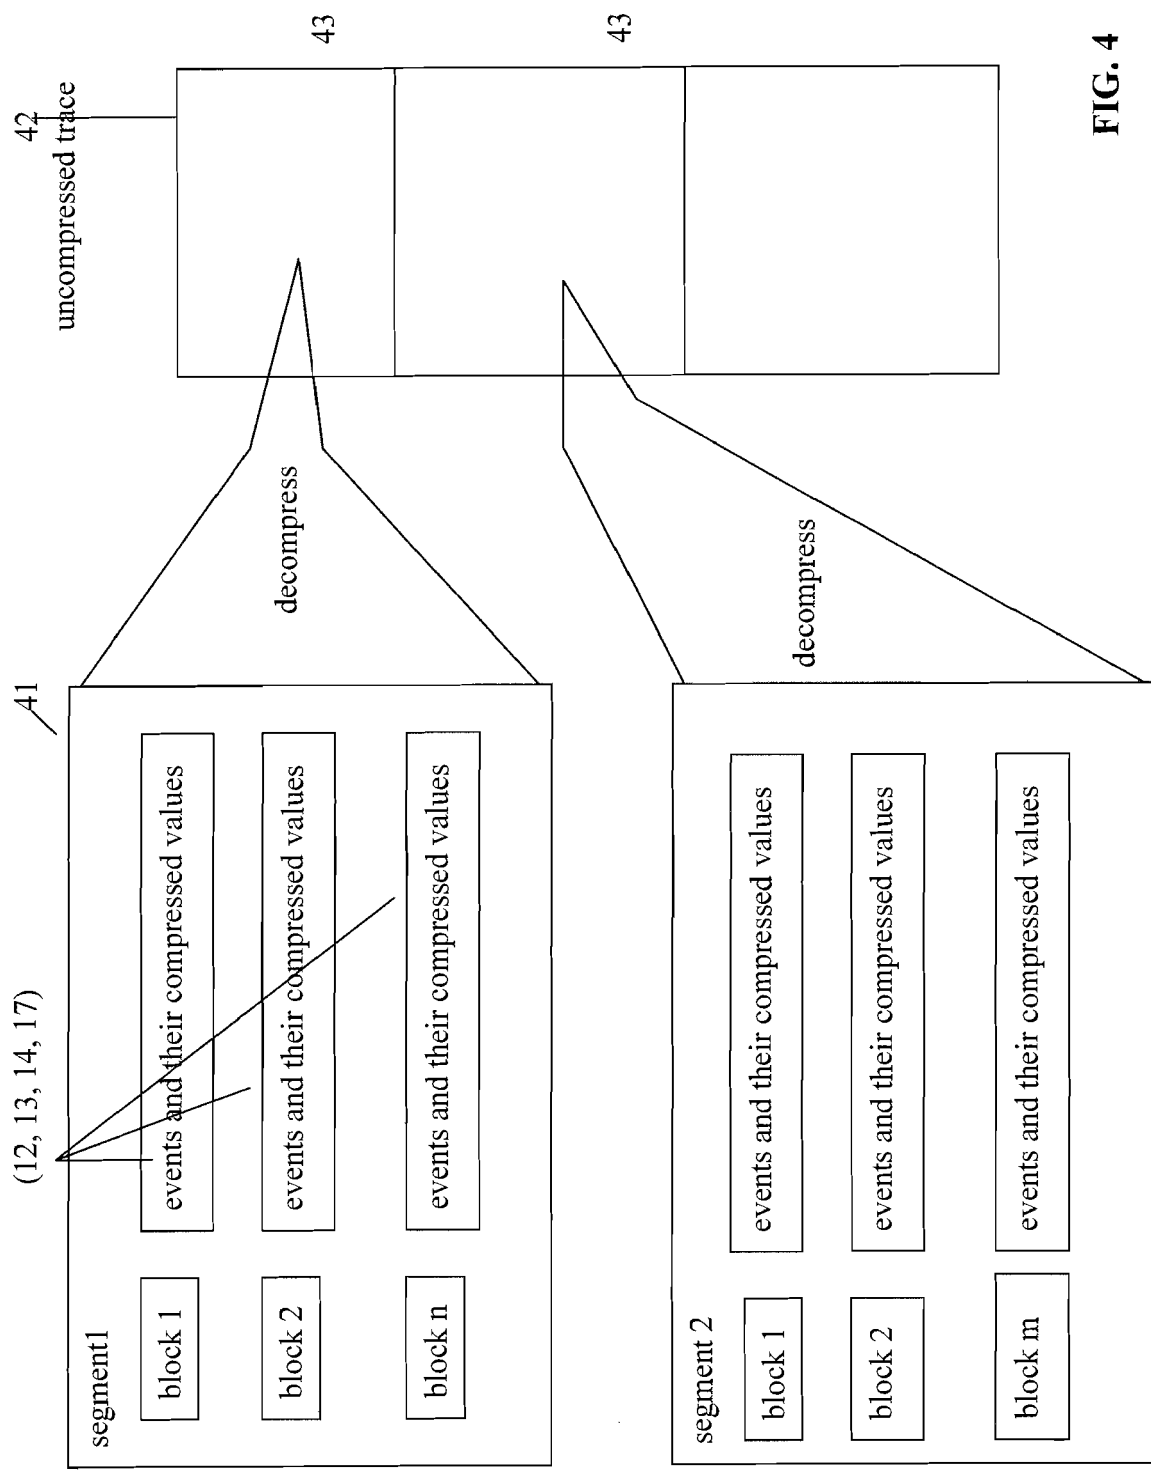 (12, 13, 14, 17)
41
42
uncompressed trace
segment1
block 1
events and their compressed values
block 2
events and their compressed values
block n
events and their compressed values
decompress
43
segment 2
block 1
events and their compressed values
block 2
events and their compressed values
block m
events and their compressed values
decompress
43
FIG. 4